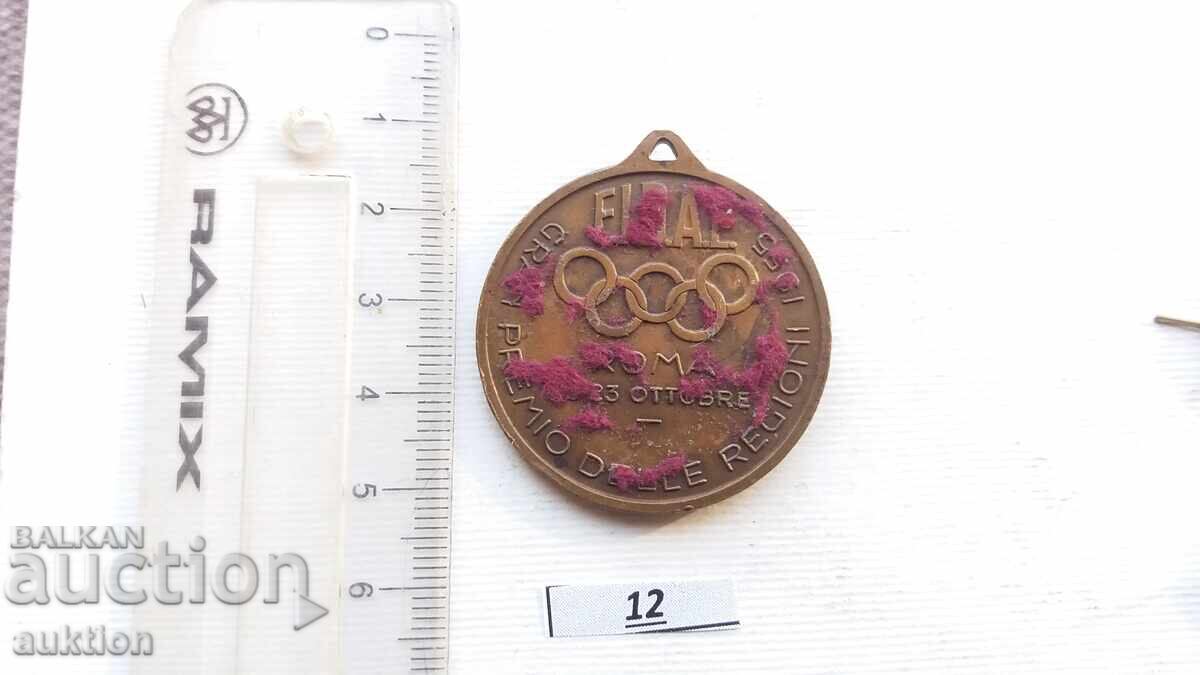 RAMIX
0
1
2
3
4
5
6
GRAN PREMIO DELLE REGIONI 1955
ROMA
23 OTTOBRE
12
BALKAN
auction
auktion